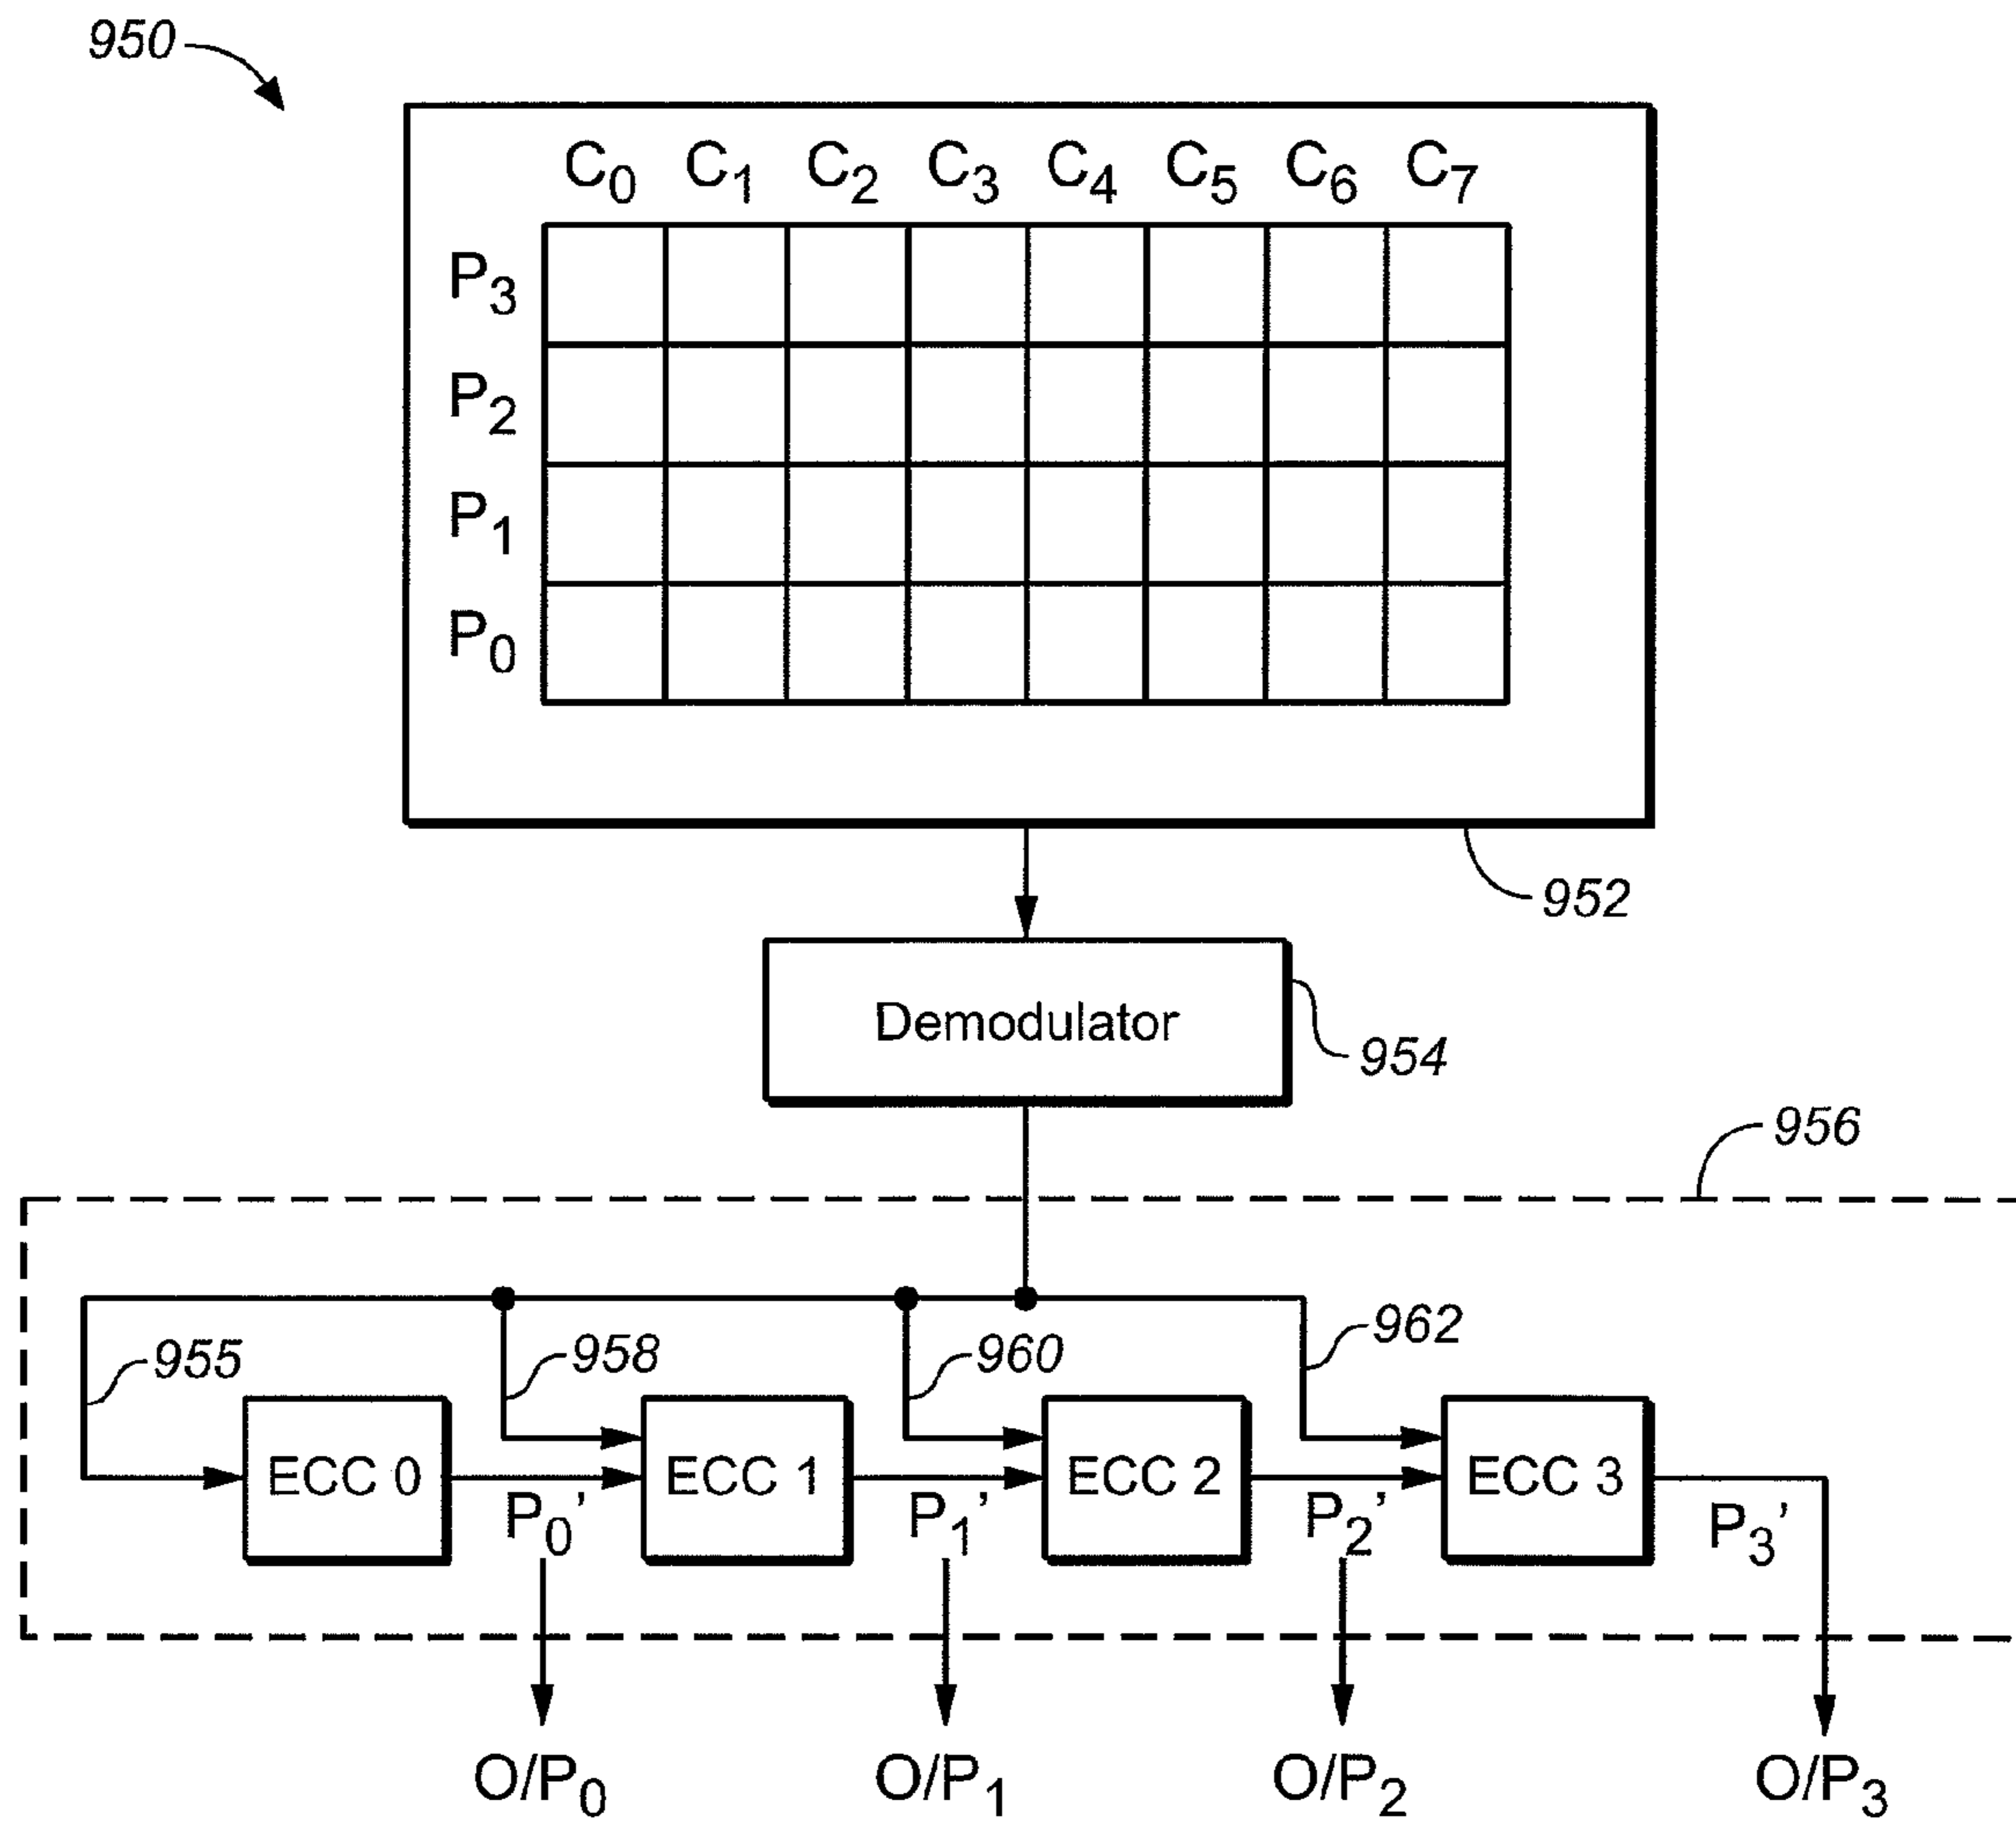 950
C0 C1 C2 C3 C4 C5 C6 C7
P3
P2
P1
P0
952
Demodulator
954
956
955
958
960
962
ECC 0
ECC 1
ECC 2
ECC 3
P0’
P1’
P2’
P3’
O/P0
O/P1
O/P2
O/P3